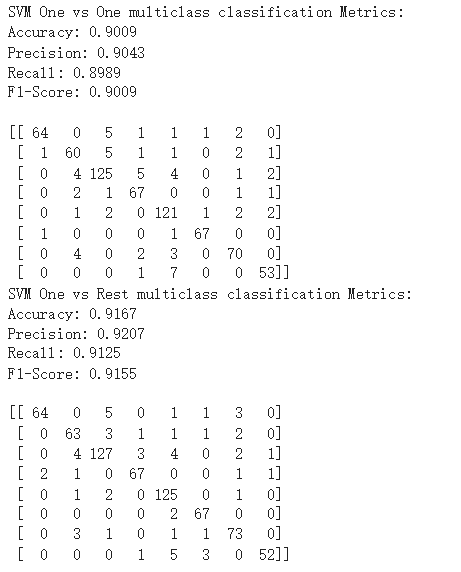 SVM One vs One multiclass classification Metrics:
Accuracy: 0.9009
Precision: 0.9043
Recall: 0.8989
F1-Score: 0.9009
[[ 64 0 5 1 1 1 2 0]
[ 1 60 5 1 1 0 2 1]
[ 0 4 125 5 4 0 1 2]
[ 0 2 1 67 0 0 1 1]
[ 0 1 2 0 121 1 2 2]
[ 1 0 0 0 1 67 0 0]
[ 0 4 0 2 3 0 70 0]
[ 0 0 0 1 7 0 0 53]]
SVM One vs Rest multiclass classification Metrics:
Accuracy: 0.9167
Precision: 0.9207
Recall: 0.9125
F1-Score: 0.9155
[[ 64 0 5 0 1 1 3 0]
[ 0 63 3 1 1 1 2 0]
[ 0 4 127 3 4 0 2 1]
[ 2 1 0 67 0 0 1 1]
[ 0 1 2 0 125 0 1 0]
[ 0 0 0 0 2 67 0 0]
[ 0 3 1 0 1 1 73 0]
[ 0 0 0 1 5 3 0 52]]